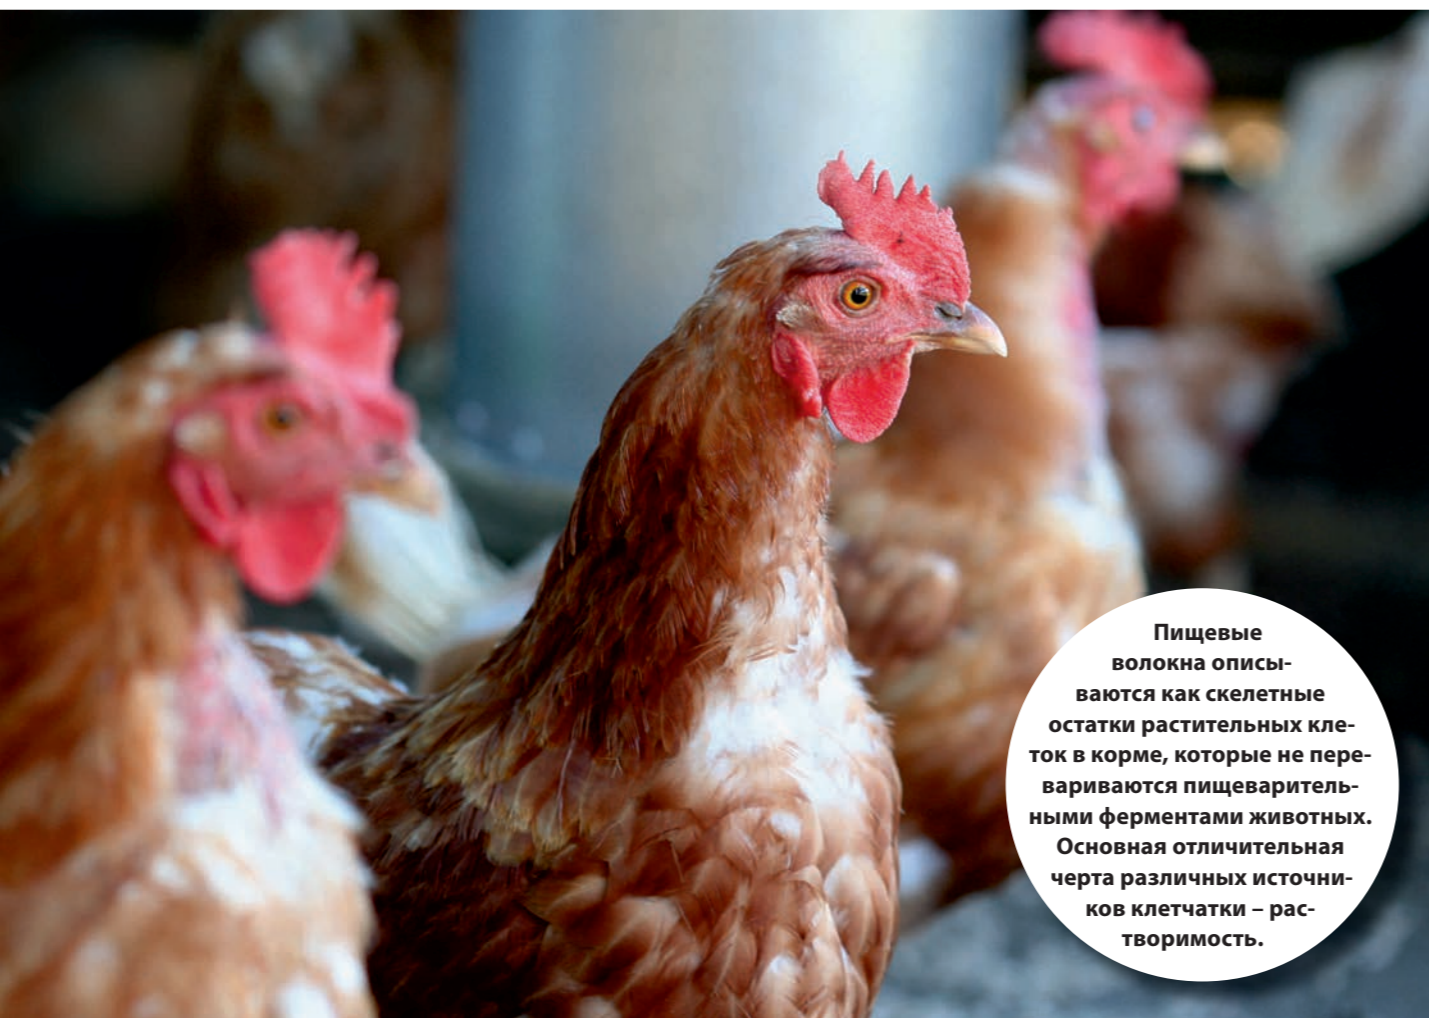 Пищевые
волокна описы-
ваются как скелетные
остатки растительных кле-
ток в корме, которые не пере-
вариваются пищеваритель-
ными ферментами животных.
Основная отличительная
черта различных источни-
ков клетчатки – рас-
творимость.